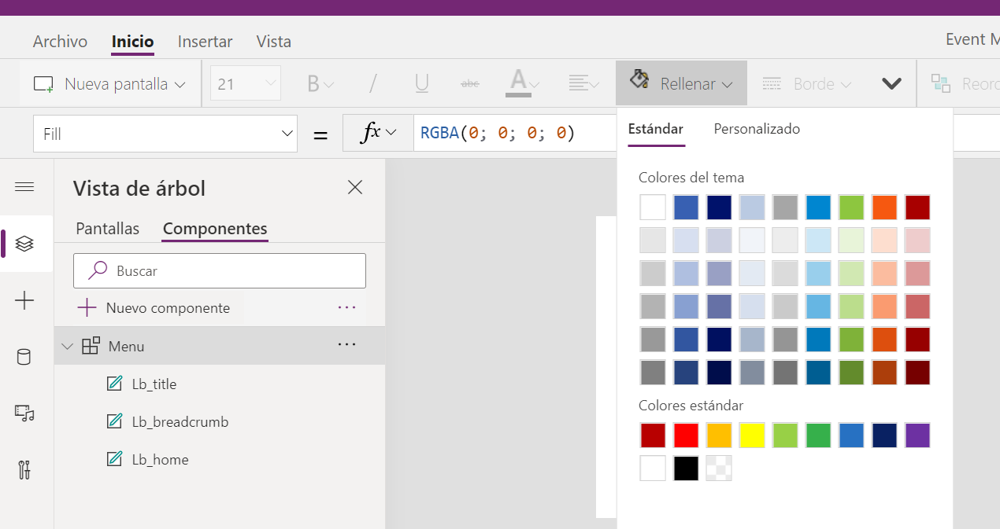 Archivo Inicio Insertar Vista Event M
Nueva pantalla 21 B / U abc A Rellenar Borde Reord
Fill = fx RGBA(0; 0; 0; 0)
Estándar Personalizado
Vista de árbol
Pantallas Componentes
Buscar
Nuevo componente ...
Menu ...
Lb_title
Lb_breadcrumb
Lb_home
Colores del tema
Colores estándar